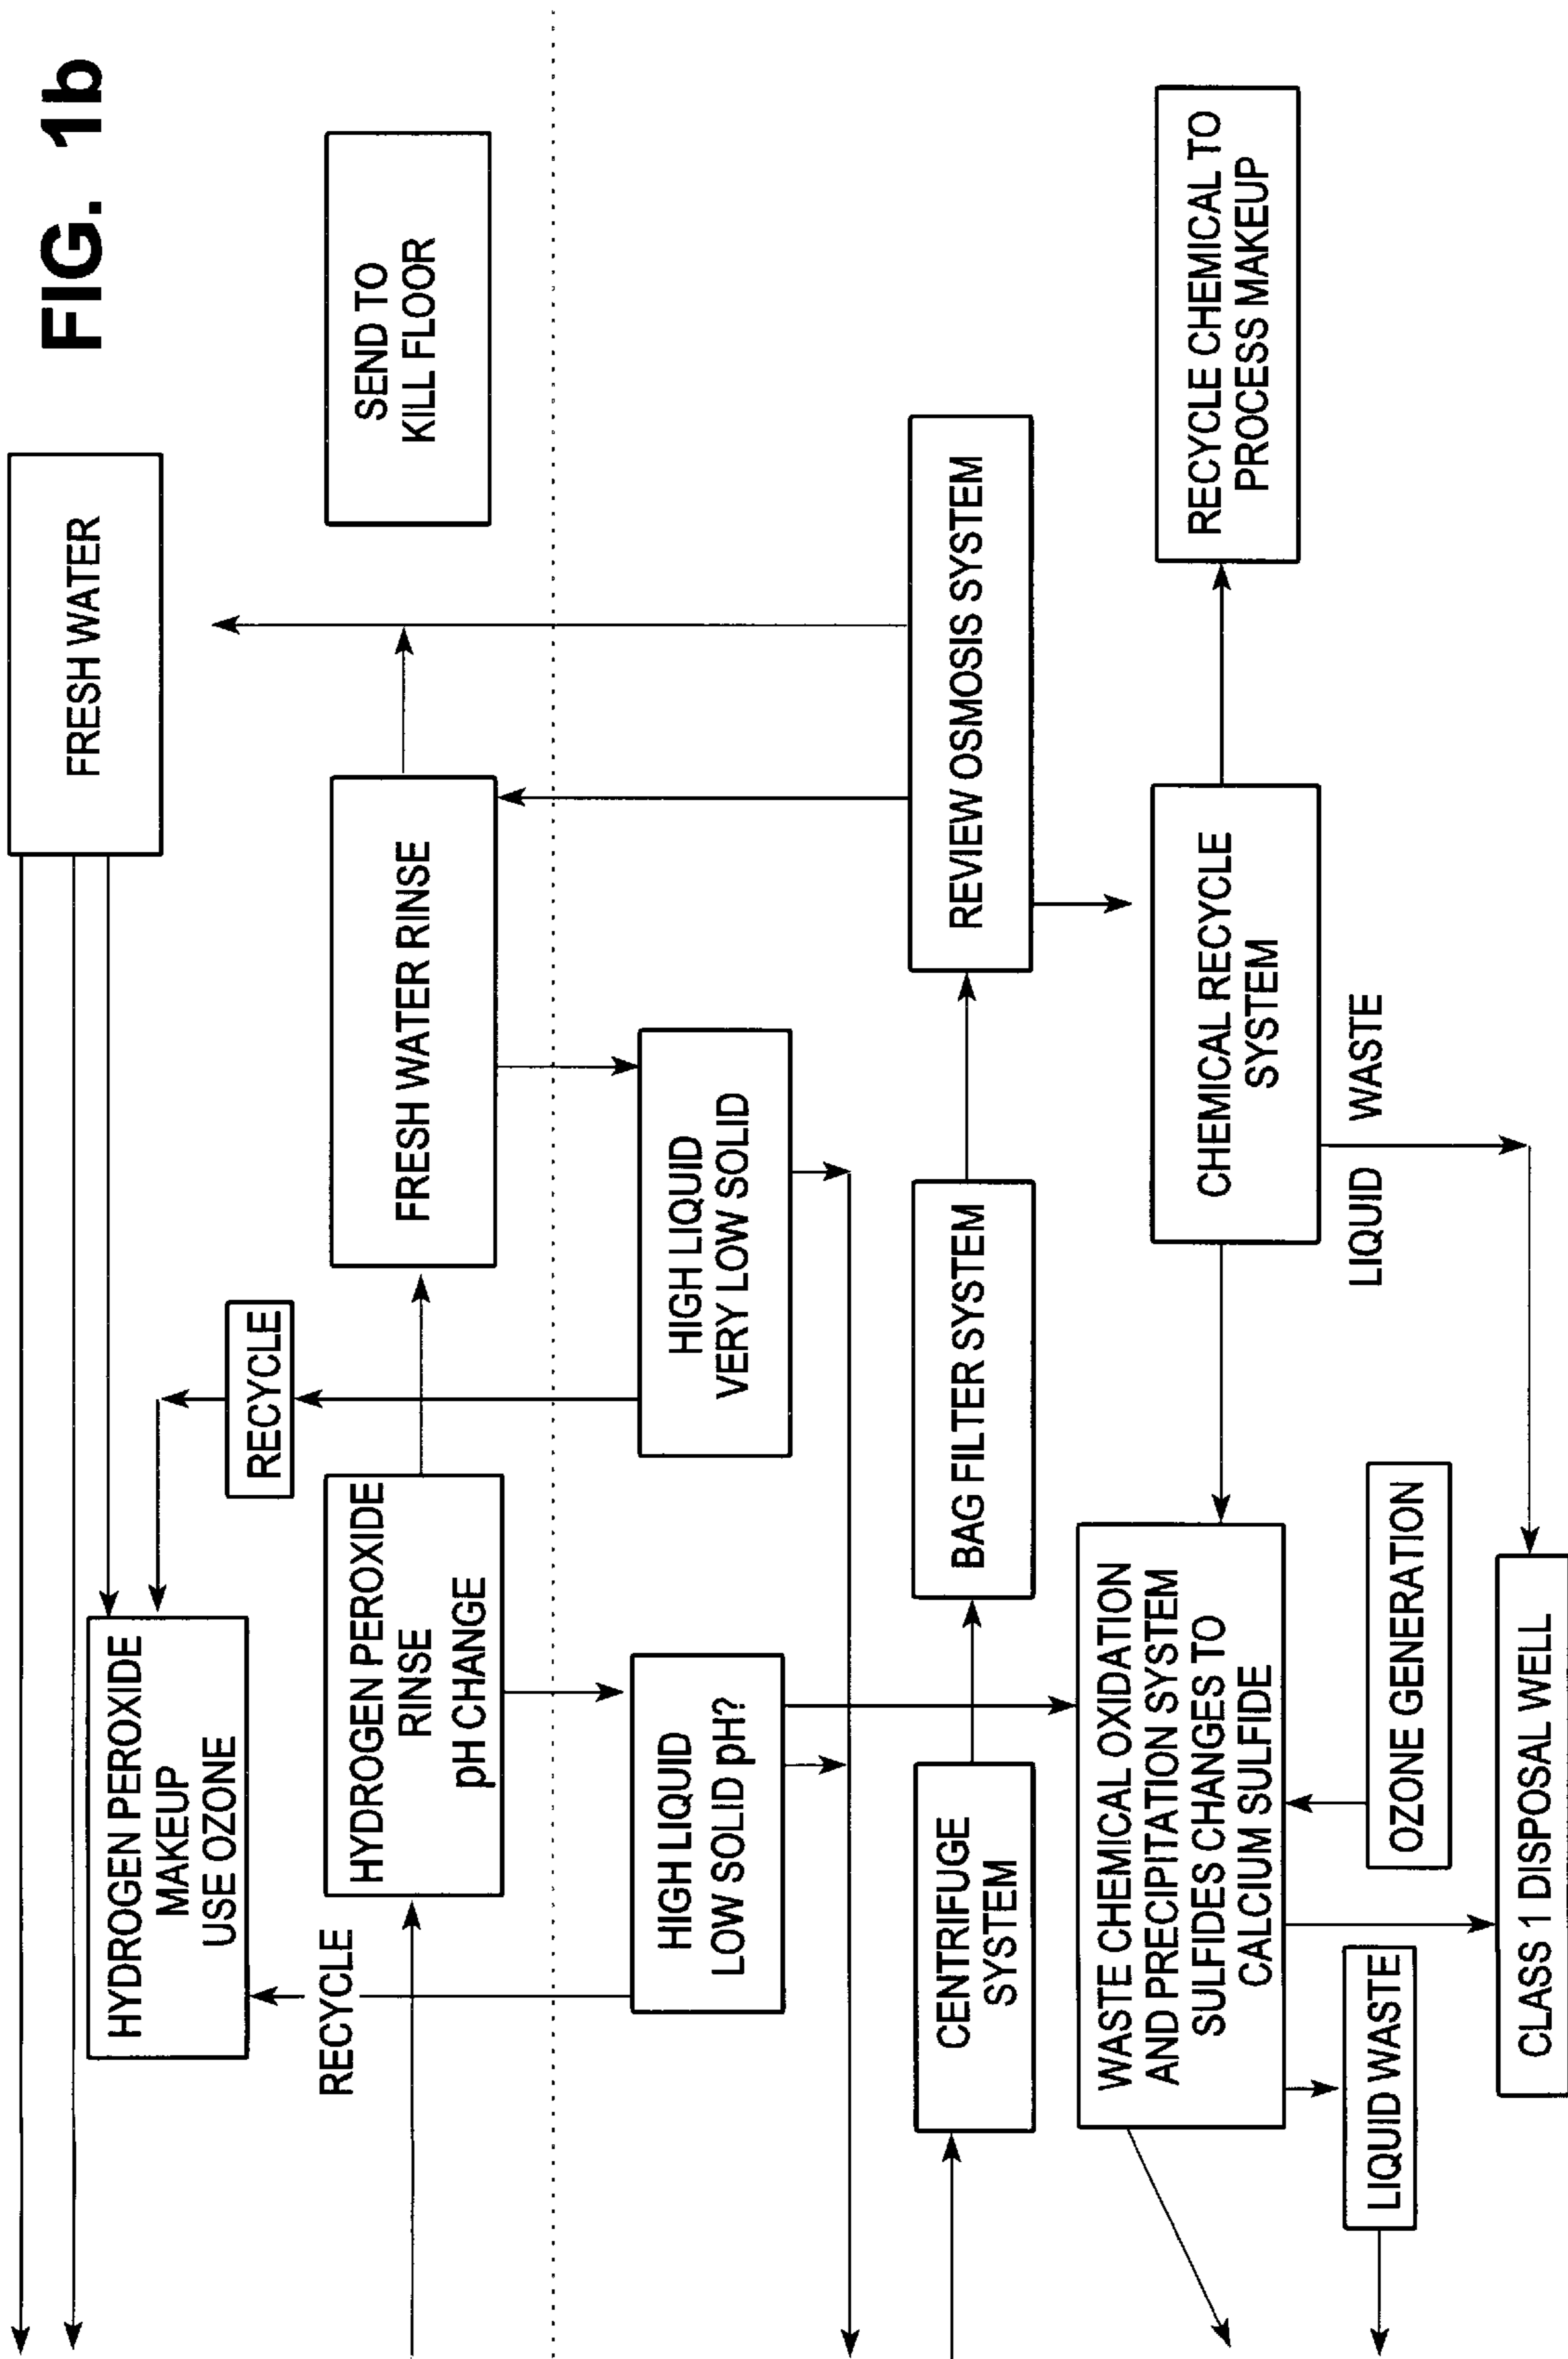 FIG. 1b
FRESH WATER
HYDROGEN PEROXIDE
MAKEUP
USE OZONE
RECYCLE
RECYCLE
HYDROGEN PEROXIDE
RINSE
pH CHANGE
FRESH WATER RINSE
SEND TO
KILL FLOOR
HIGH LIQUID
LOW SOLID pH?
HIGH LIQUID
VERY LOW SOLID
CENTRIFUGE
SYSTEM
BAG FILTER SYSTEM
REVIEW OSMOSIS SYSTEM
WASTE CHEMICAL OXIDATION
AND PRECIPITATION SYSTEM
SULFIDES CHANGES TO
CALCIUM SULFIDE
CHEMICAL RECYCLE
SYSTEM
RECYCLE CHEMICAL TO
PROCESS MAKEUP
LIQUID WASTE
OZONE GENERATION
LIQUID WASTE
CLASS 1 DISPOSAL WELL